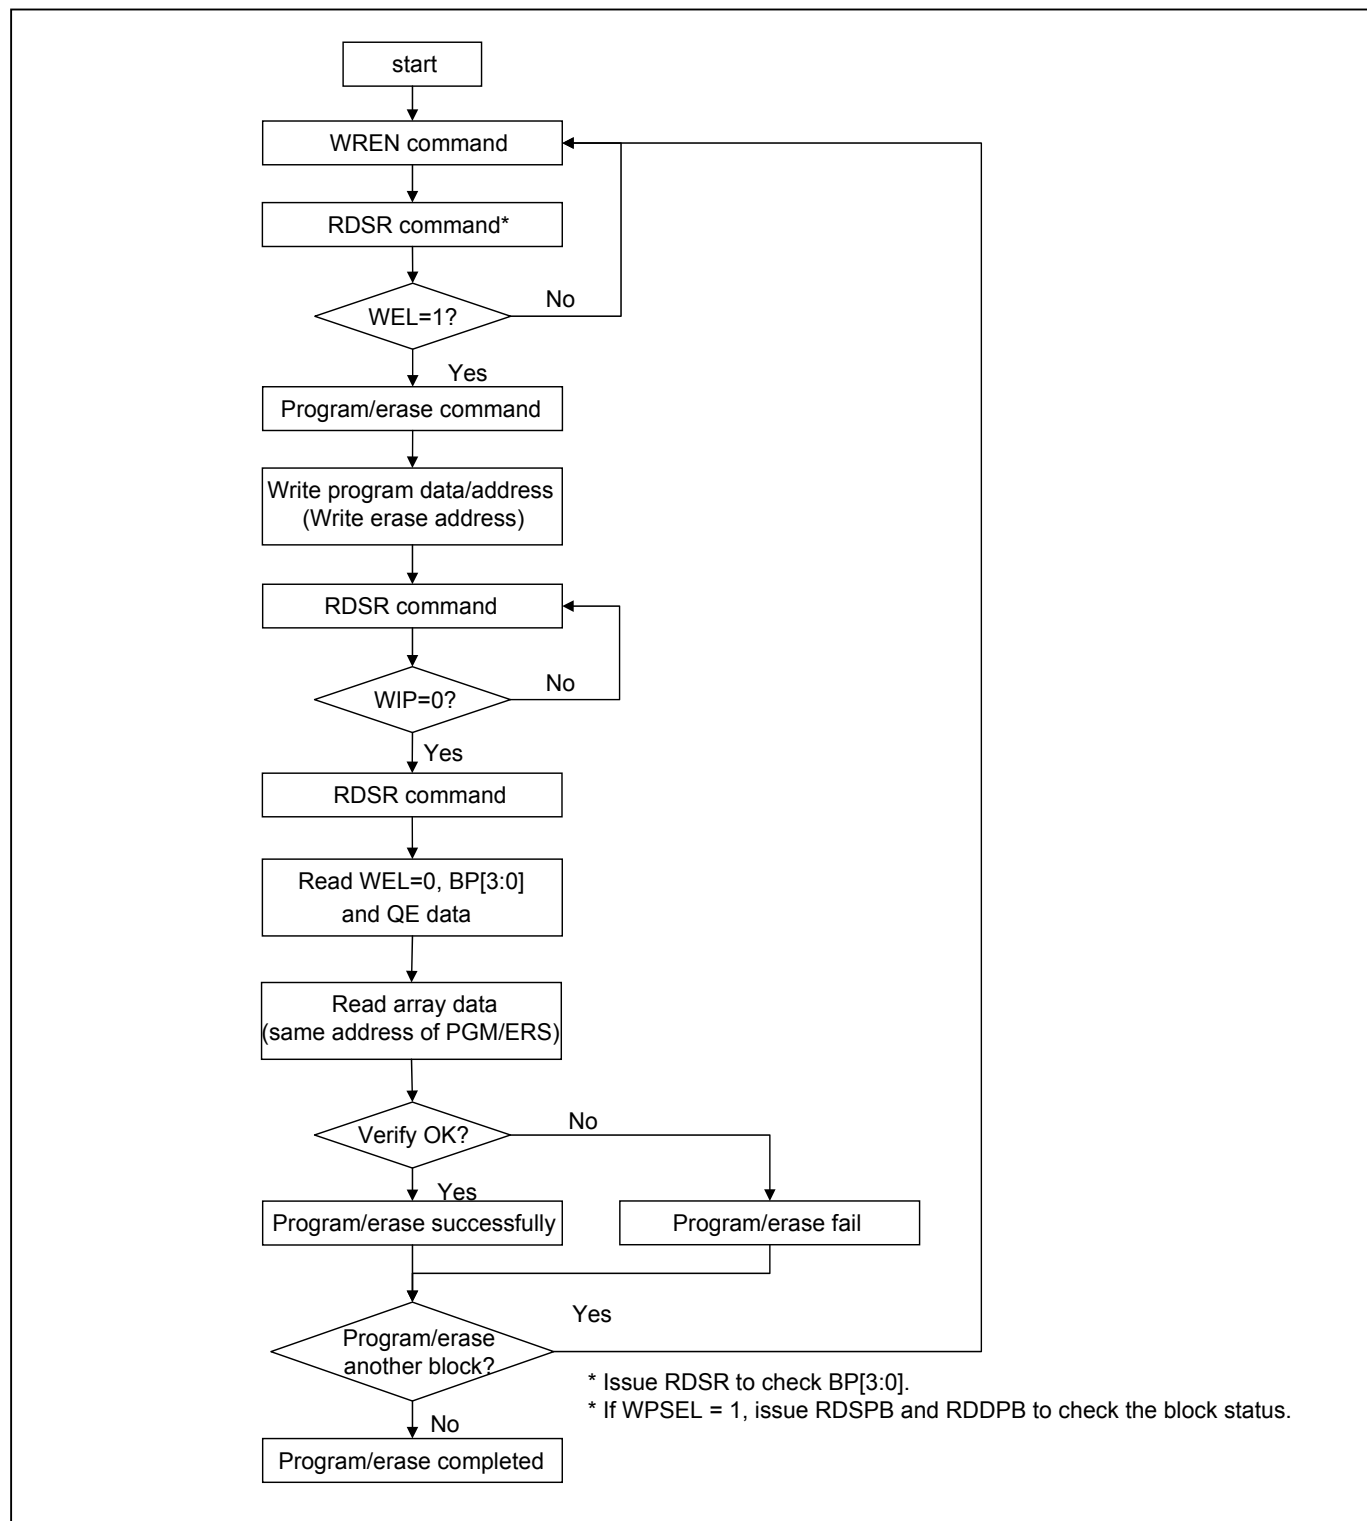 start
WREN command
RDSR command*
WEL=1?
No
Yes
Program/erase command
Write program data/address
(Write erase address)
RDSR command
WIP=0?
No
Yes
RDSR command
Read WEL=0, BP[3:0]
and QE data
Read array data
(same address of PGM/ERS)
Verify OK?
No
Yes
Program/erase successfully
Program/erase fail
Yes
Program/erase
another block?
* Issue RDSR to check BP[3:0].
* If WPSEL = 1, issue RDSPB and RDDPB to check the block status.
No
Program/erase completed